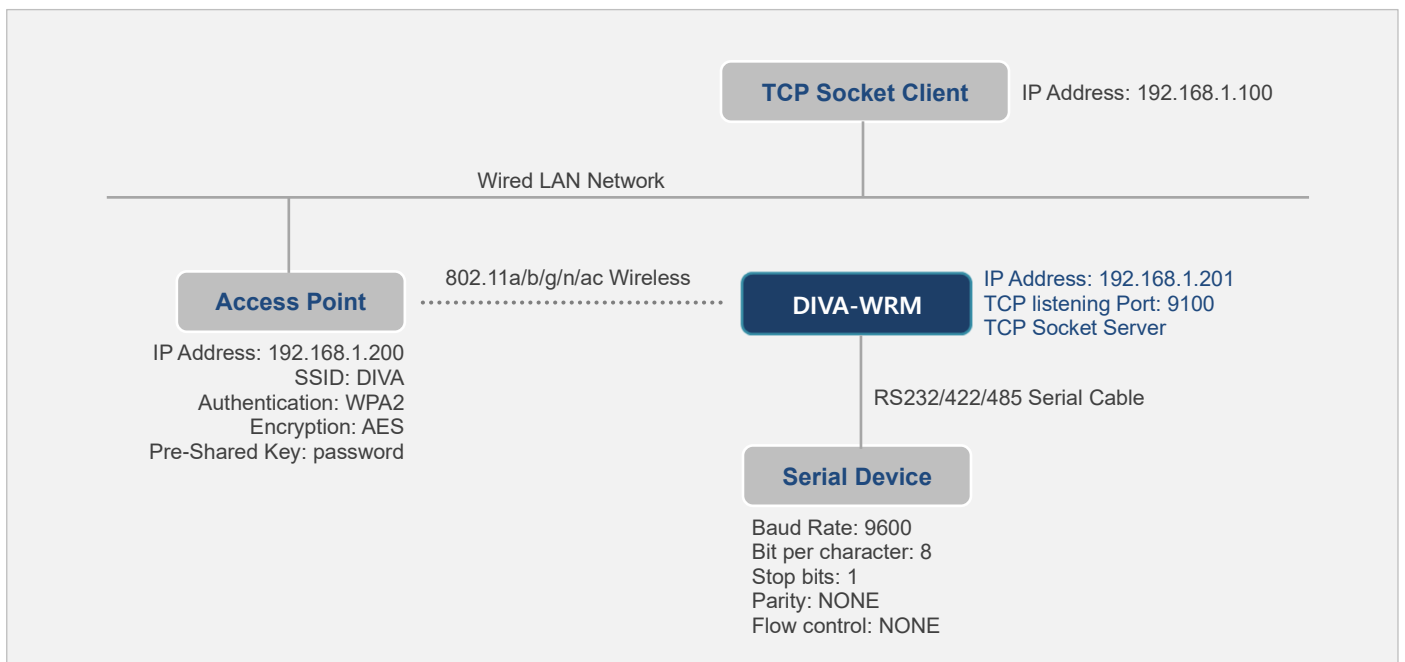 TCP Socket Client
IP Address: 192.168.1.100
Wired LAN Network
802.11a/b/g/n/ac Wireless
Access Point
IP Address: 192.168.1.200
SSID: DIVA
Authentication: WPA2
Encryption: AES
Pre-Shared Key: password
DIVA-WRM
IP Address: 192.168.1.201
TCP listening Port: 9100
TCP Socket Server
RS232/422/485 Serial Cable
Serial Device
Baud Rate: 9600
Bit per character: 8
Stop bits: 1
Parity: NONE
Flow control: NONE